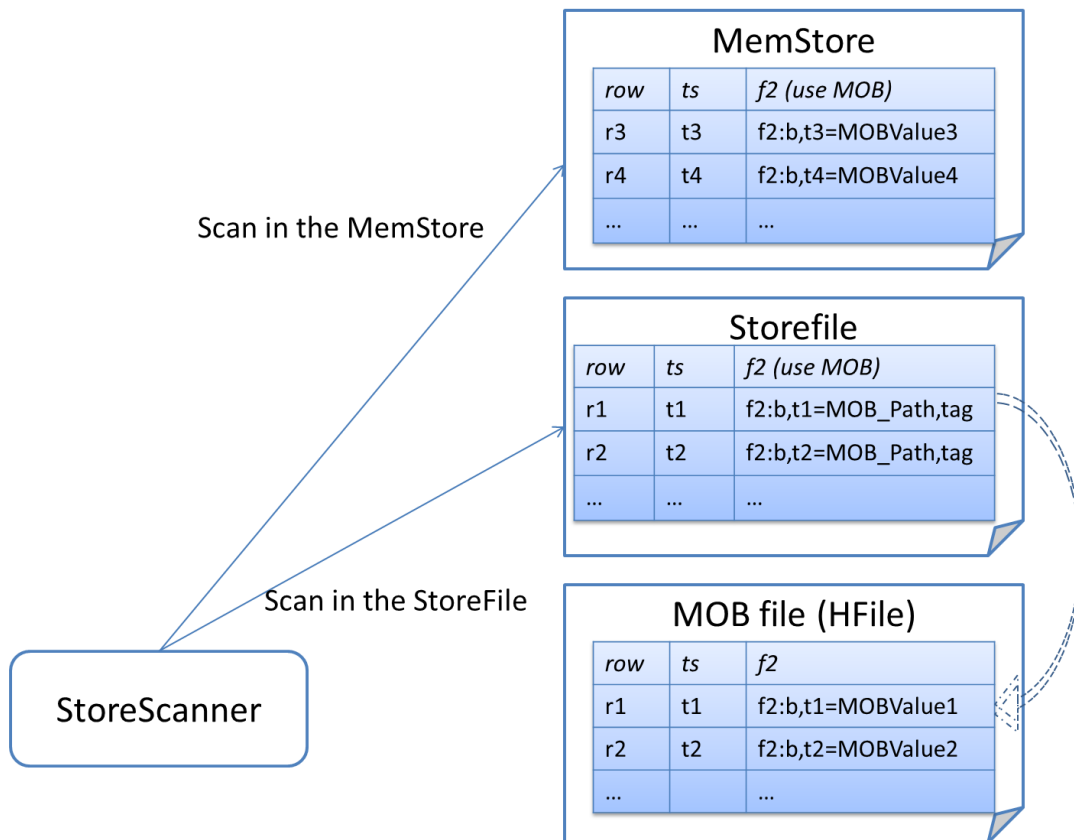 MemStore
row ts f2 (use MOB)
r3 t3 f2:b,t3=MOBValue3
r4 t4 f2:b,t4=MOBValue4
... ... ...
Scan in the MemStore
Storefile
row ts f2 (use MOB)
r1 t1 f2:b,t1=MOB_Path,tag
r2 t2 f2:b,t2=MOB_Path,tag
... ... ...
Scan in the StoreFile
MOB file (HFile)
row ts f2
r1 t1 f2:b,t1=MOBValue1
r2 t2 f2:b,t2=MOBValue2
... ...
StoreScanner